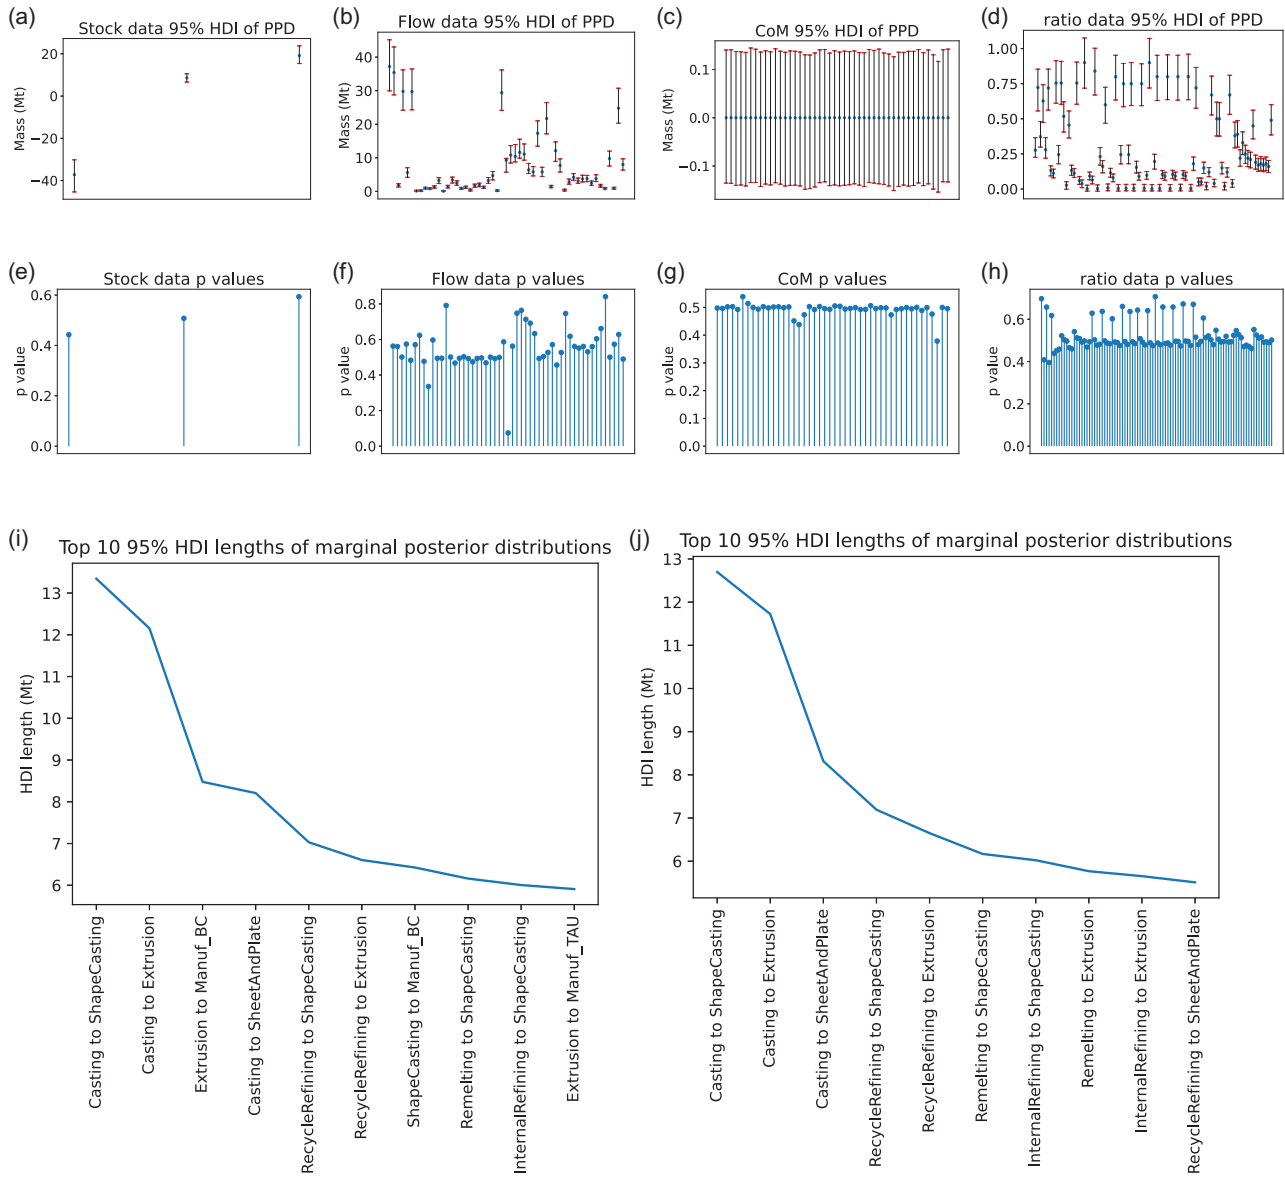 (a)
Stock data 95% HDI of PPD
Mass (Mt)
20
0
−20
−40
(b)
Flow data 95% HDI of PPD
Mass (Mt)
40
30
20
10
0
(c)
CoM 95% HDI of PPD
Mass (Mt)
0.1
0.0
−0.1
(d)
ratio data 95% HDI of PPD
1.00
0.75
0.50
0.25
0.00
(e)
Stock data p values
p value
0.6
0.4
0.2
0.0
(f)
Flow data p values
0.8
0.6
0.4
0.2
0.0
(g)
CoM p values
p value
0.5
0.4
0.3
0.2
0.1
0.0
(h)
ratio data p values
p value
0.6
0.4
0.2
0.0
(i)
Top 10 95% HDI lengths of marginal posterior distributions
HDI length (Mt)
13
12
11
10
9
8
7
6
Casting to ShapeCasting
Casting to Extrusion
Extrusion to Manuf_BC
Casting to SheetAndPlate
RecycleRefining to ShapeCasting
RecycleRefining to Extrusion
ShapeCasting to Manuf_BC
Remelting to ShapeCasting
InternalRefining to ShapeCasting
Extrusion to Manuf_TAU
(j)
Top 10 95% HDI lengths of marginal posterior distributions
HDI length (Mt)
13
12
11
10
9
8
7
6
Casting to ShapeCasting
Casting to Extrusion
Casting to SheetAndPlate
RecycleRefining to ShapeCasting
RecycleRefining to Extrusion
Remelting to ShapeCasting
InternalRefining to ShapeCasting
Remelting to Extrusion
InternalRefining to Extrusion
RecycleRefining to SheetAndPlate